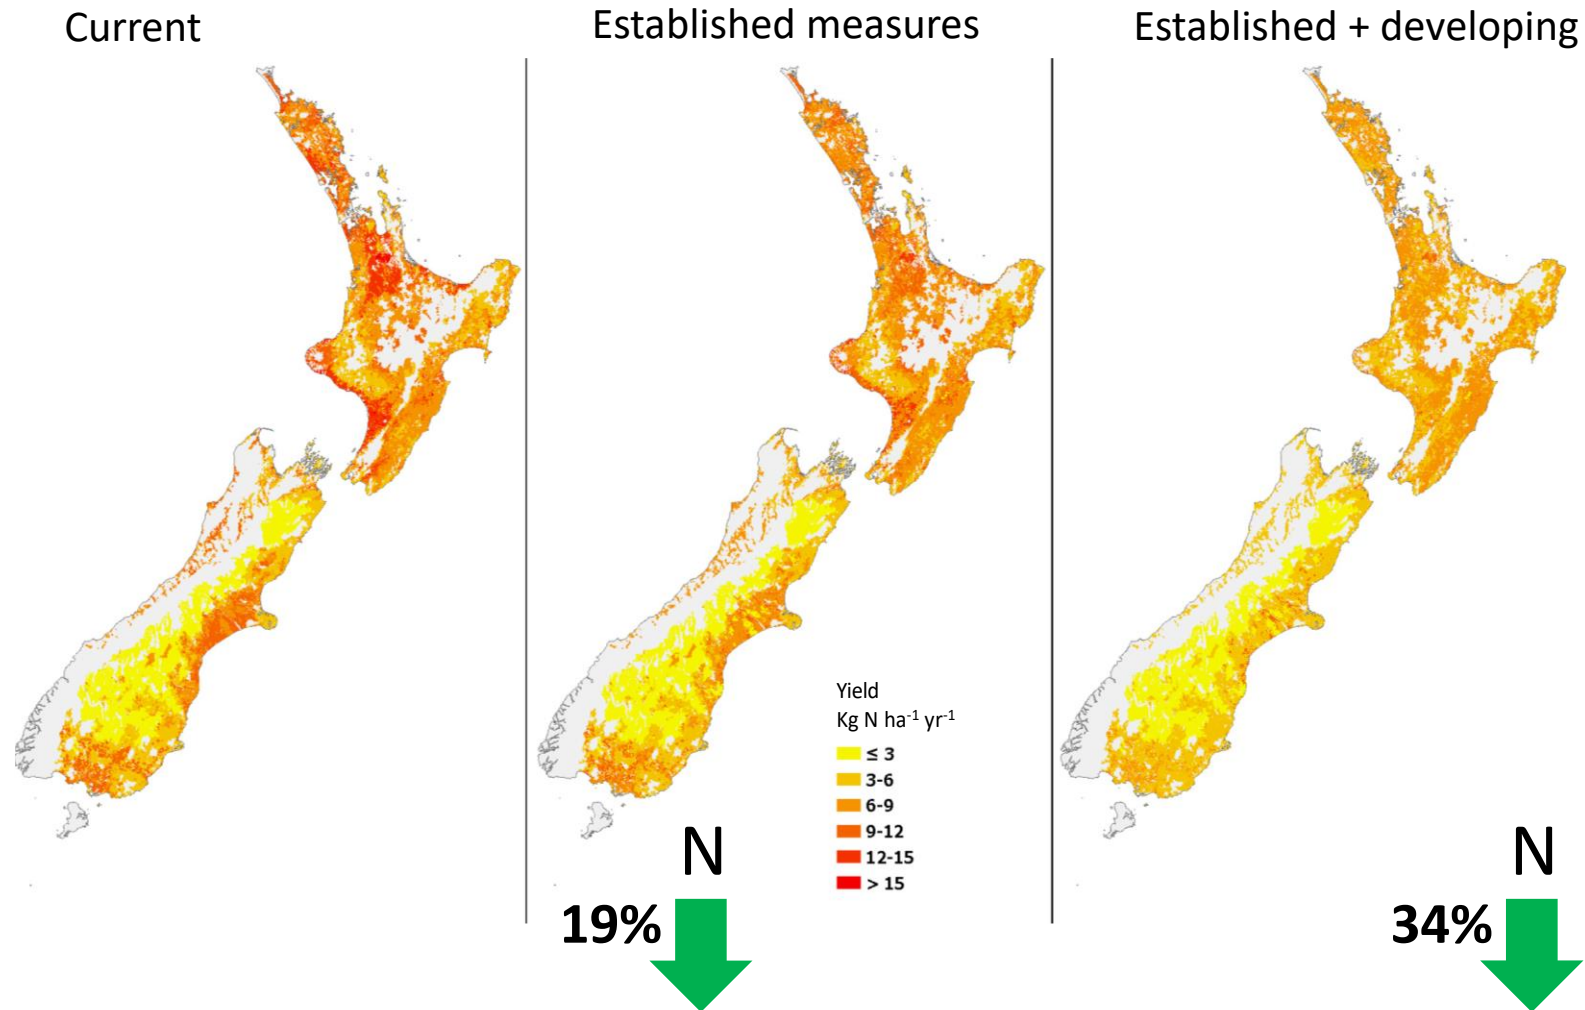 Current
Established measures
Established + developing
Yield
Kg N ha⁻¹ yr⁻¹
≤ 3
3-6
6-9
9-12
12-15
> 15
N
19%
N
34%